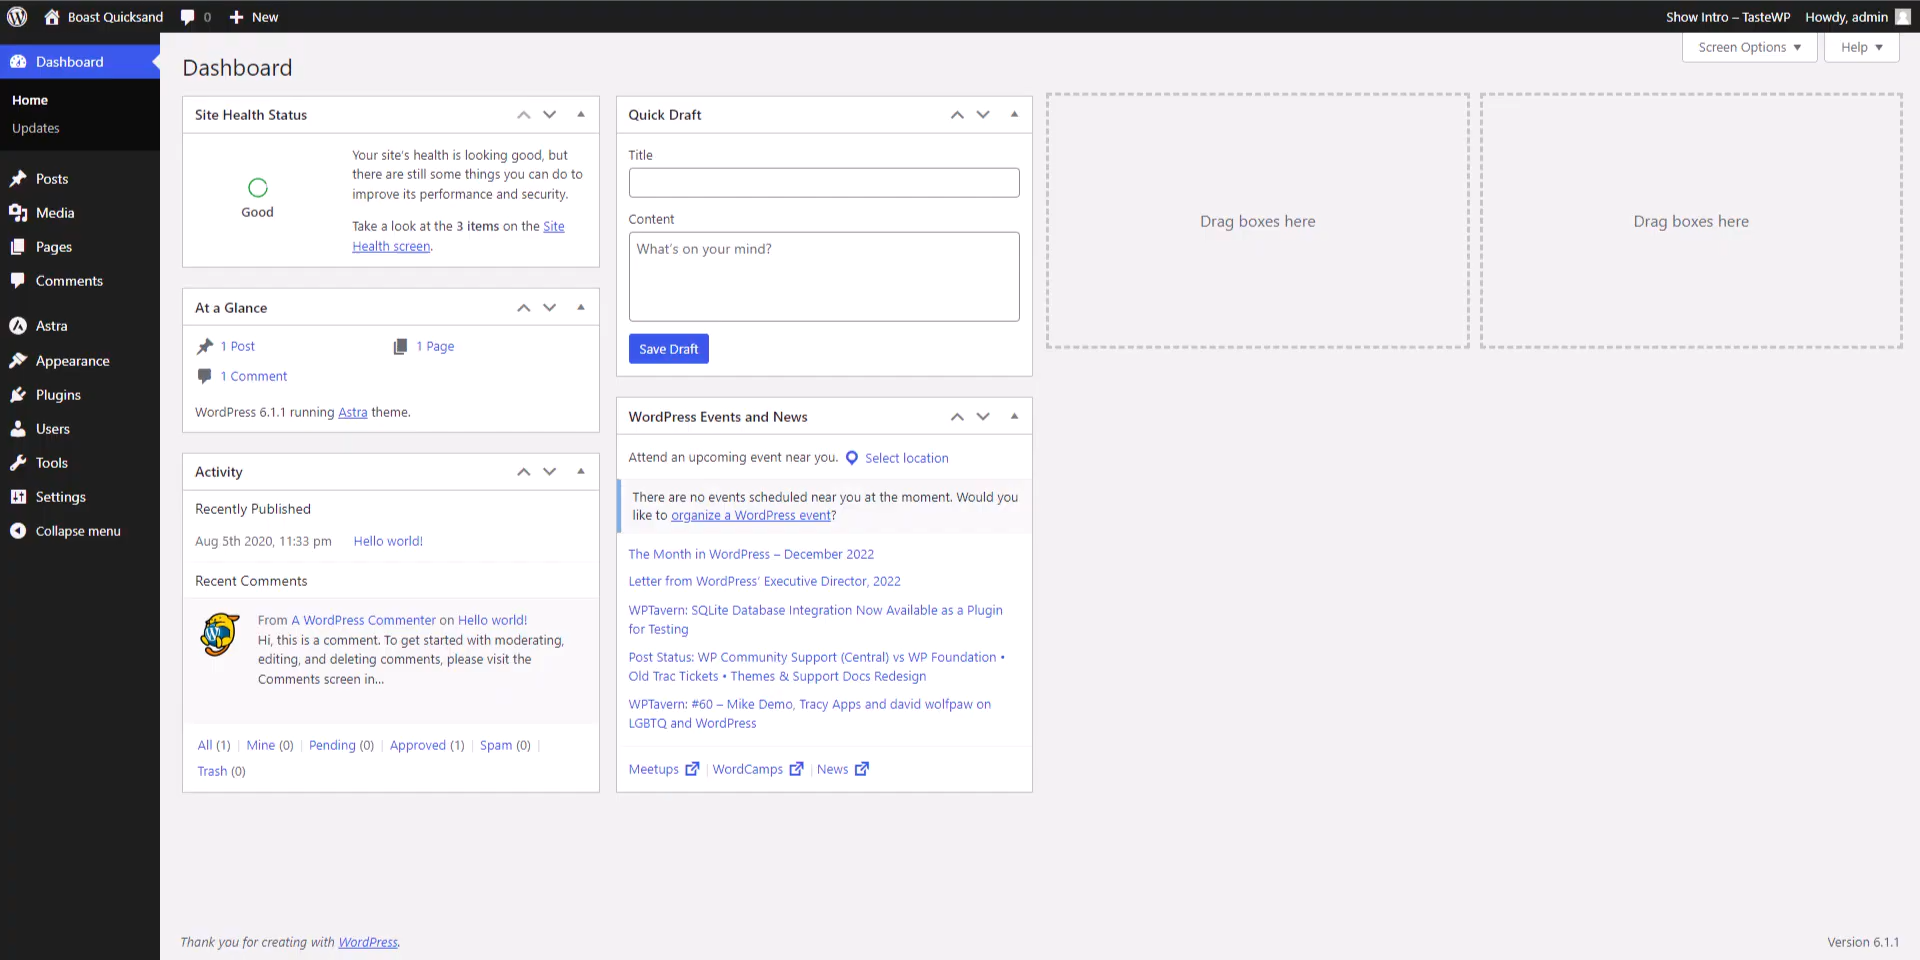 Boast Quicksand
0
New
Show Intro – TasteWP
Howdy, admin
Dashboard
Home
Updates
Posts
Media
Pages
Comments
Astra
Appearance
Plugins
Users
Tools
Settings
Collapse menu
Screen Options
Help
Dashboard
Site Health Status
Good
Your site's health is looking good, but
there are still some things you can do to
improve its performance and security.
Take a look at the 3 items on the Site
Health screen.
At a Glance
1 Post
1 Page
1 Comment
WordPress 6.1.1 running Astra theme.
Activity
Recently Published
Aug 5th 2020, 11:33 pm Hello world!
Recent Comments
From A WordPress Commenter on Hello world!
Hi, this is a comment. To get started with moderating,
editing, and deleting comments, please visit the
Comments screen in...
All (1) | Mine (0) | Pending (0) | Approved (1) | Spam (0) |
Trash (0)
Quick Draft
Title
Content
What's on your mind?
Save Draft
WordPress Events and News
Attend an upcoming event near you. Select location
There are no events scheduled near you at the moment. Would you
like to organize a WordPress event?
The Month in WordPress – December 2022
Letter from WordPress' Executive Director, 2022
WPTavern: SQLite Database Integration Now Available as a Plugin
for Testing
Post Status: WP Community Support (Central) vs WP Foundation •
Old Trac Tickets • Themes & Support Docs Redesign
WPTavern: #60 – Mike Demo, Tracy Apps and david wolfpaw on
LGBTQ and WordPress
Meetups | WordCamps | News
Drag boxes here
Drag boxes here
Thank you for creating with WordPress.
Version 6.1.1